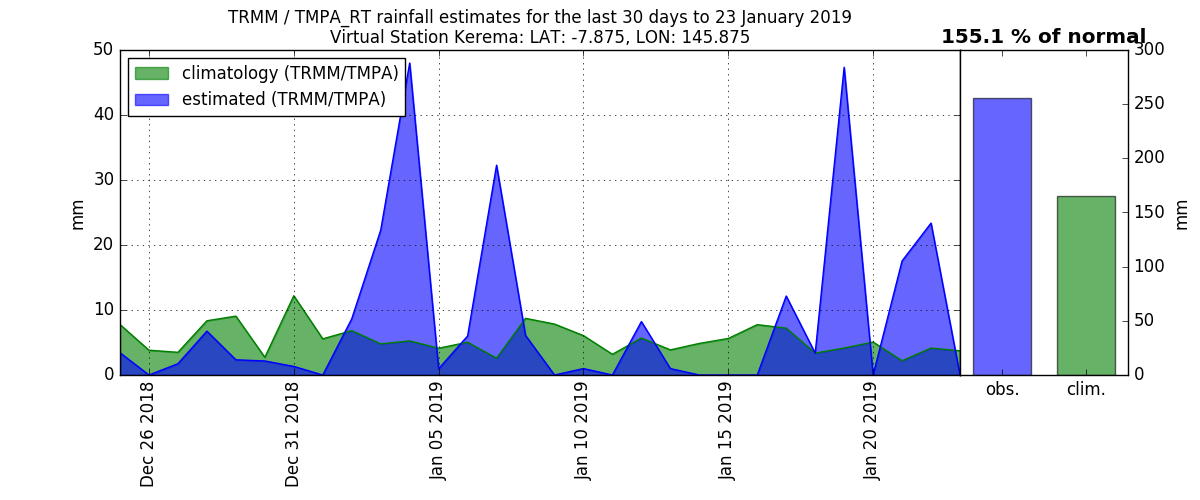 TRMM / TMPA_RT rainfall estimates for the last 30 days to 23 January 2019
Virtual Station Kerema: LAT: -7.875, LON: 145.875
155.1 % of normal
climatology (TRMM/TMPA)
estimated (TRMM/TMPA)
50
40
30
20
10
0
mm
Dec 26 2018
Dec 31 2018
Jan 05 2019
Jan 10 2019
Jan 15 2019
Jan 20 2019
obs.
clim.
300
250
200
150
100
50
0
mm